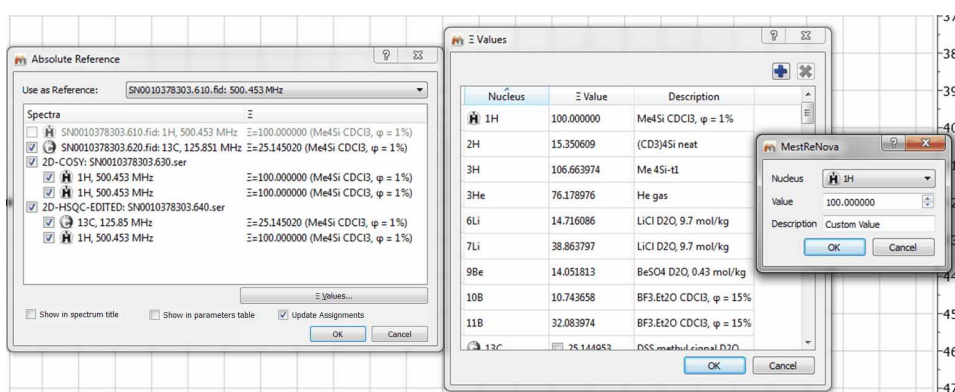 Absolute Reference
Use as Reference: SN0010378303.610.fid: 500.453 MHz
Spectra Ξ
SN0010378303.610.fid: 1H, 500.453 MHz Ξ=100.000000 (Me4Si CDCl3, φ = 1%)
SN0010378303.620.fid: 13C, 125.851 MHz Ξ=25.145020 (Me4Si CDCl3, φ = 1%)
2D-COSY: SN0010378303.630.ser
H 1H, 500.453 MHz Ξ=100.000000 (Me4Si CDCl3, φ = 1%)
H 1H, 500.453 MHz Ξ=100.000000 (Me4Si CDCl3, φ = 1%)
2D-HSQC-EDITED: SN0010378303.640.ser
13C, 125.85 MHz Ξ=25.145020 (Me4Si CDCl3, φ = 1%)
H 1H, 500.453 MHz Ξ=100.000000 (Me4Si CDCl3, φ = 1%)
Ξ Values...
Show in spectrum title Show in parameters table Update Assignments
OK Cancel
Ξ Values
Nucleus Ξ Value Description
H 1H 100.000000 Me4Si CDCl3, φ = 1%
2H 15.350609 (CD3)4Si neat
3H 106.663974 Me 4Si-t1
3He 76.178976 He gas
6Li 14.716086 LiCl D2O, 9.7 mol/kg
7Li 38.863797 LiCl D2O, 9.7 mol/kg
9Be 14.051813 BeSO4 D2O, 0.43 mol/kg
10B 10.743658 BF3.Et2O CDCl3, φ = 15%
11B 32.083974 BF3.Et2O CDCl3, φ = 15%
13C 25.144953 DSS methyl signal D2O
OK Cancel
MestReNova
Nucleus H 1H
Value 100.000000
Description Custom Value
OK Cancel
-38
-39
-45
-46
-47